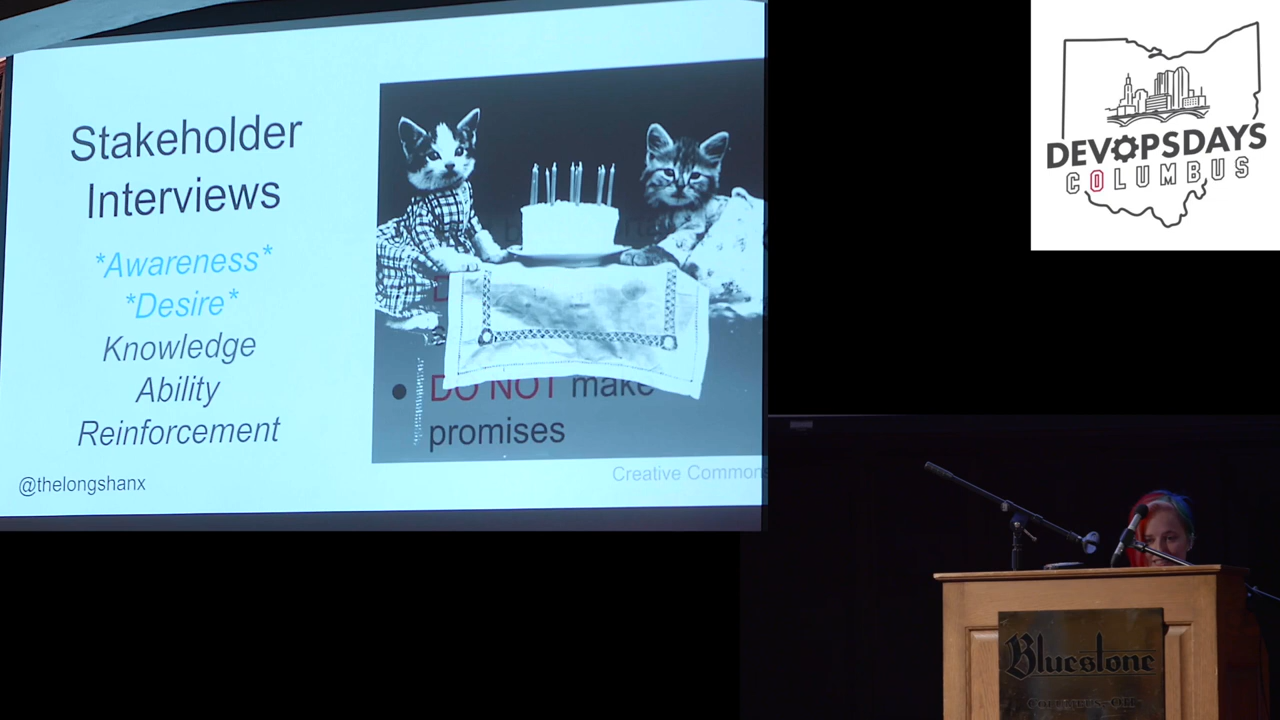 Stakeholder
Interviews
*Awareness*
*Desire*
Knowledge
Ability
Reinforcement
@thelongshanx
DO NOT make
promises
Creative Commons
DEVOPSDAYS
COLUMBUS
Bluestone